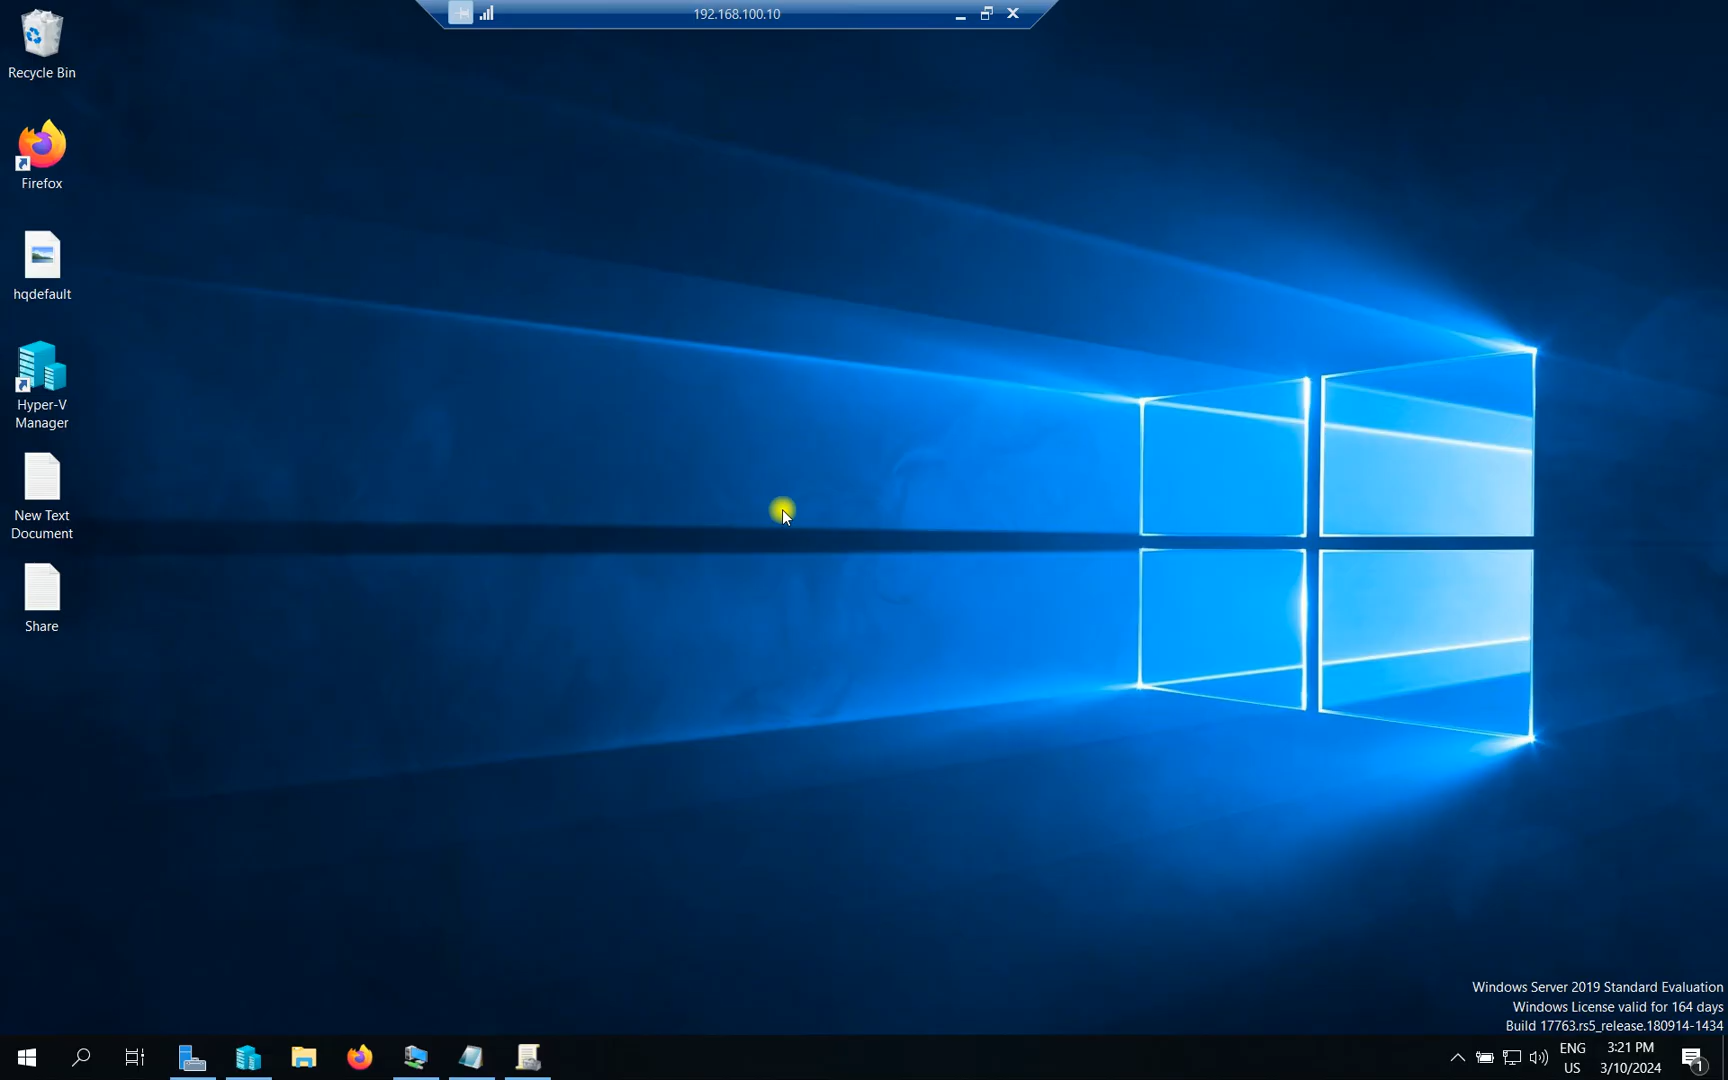 192.168.100.10
Recycle Bin
Firefox
hqdefault
Hyper-V
Manager
New Text
Document
Share
Windows Server 2019 Standard Evaluation
Windows License valid for 164 days
Build 17763.rs5_release.180914-1434
ENG
US
3:21 PM
3/10/2024
1